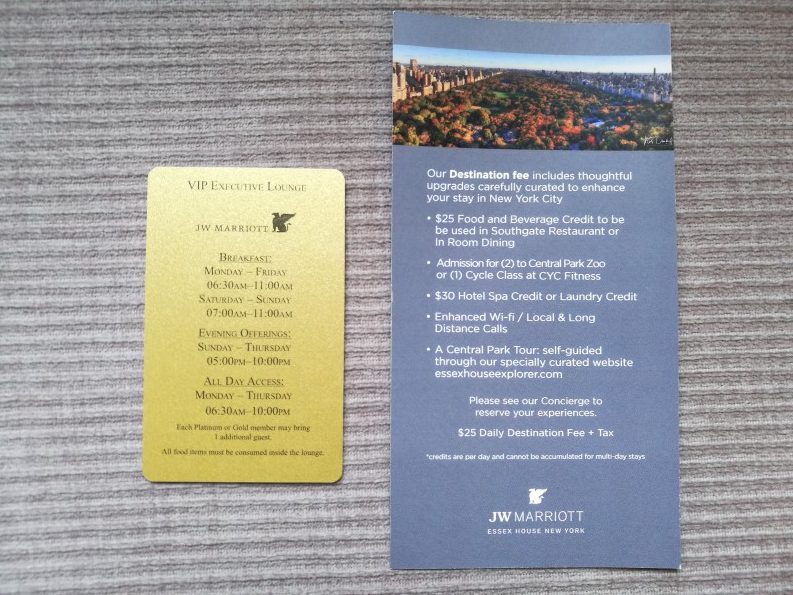 VIP EXECUTIVE LOUNGE
JW MARRIOTT
BREAKFAST:
MONDAY – FRIDAY
06:30AM–11:00AM
SATURDAY – SUNDAY
07:00AM–11:00AM
EVENING OFFERINGS:
SUNDAY – THURSDAY
05:00PM–10:00PM
ALL DAY ACCESS:
MONDAY – THURSDAY
06:30AM–10:00PM
Each Platinum or Gold member may bring
1 additional guest.
All food items must be consumed inside the lounge.
Our Destination fee includes thoughtful
upgrades carefully curated to enhance
your stay in New York City
• $25 Food and Beverage Credit to be
be used in Southgate Restaurant or
In Room Dining
• Admission for (2) to Central Park Zoo
or (1) Cycle Class at CYC Fitness
• $30 Hotel Spa Credit or Laundry Credit
• Enhanced Wi-fi / Local & Long
Distance Calls
• A Central Park Tour: self-guided
through our specially curated website
essexhouseexplorer.com
Please see our Concierge to
reserve your experiences.
$25 Daily Destination Fee + Tax
*credits are per day and cannot be accumulated for multi-day stays
JW MARRIOTT
ESSEX HOUSE NEW YORK